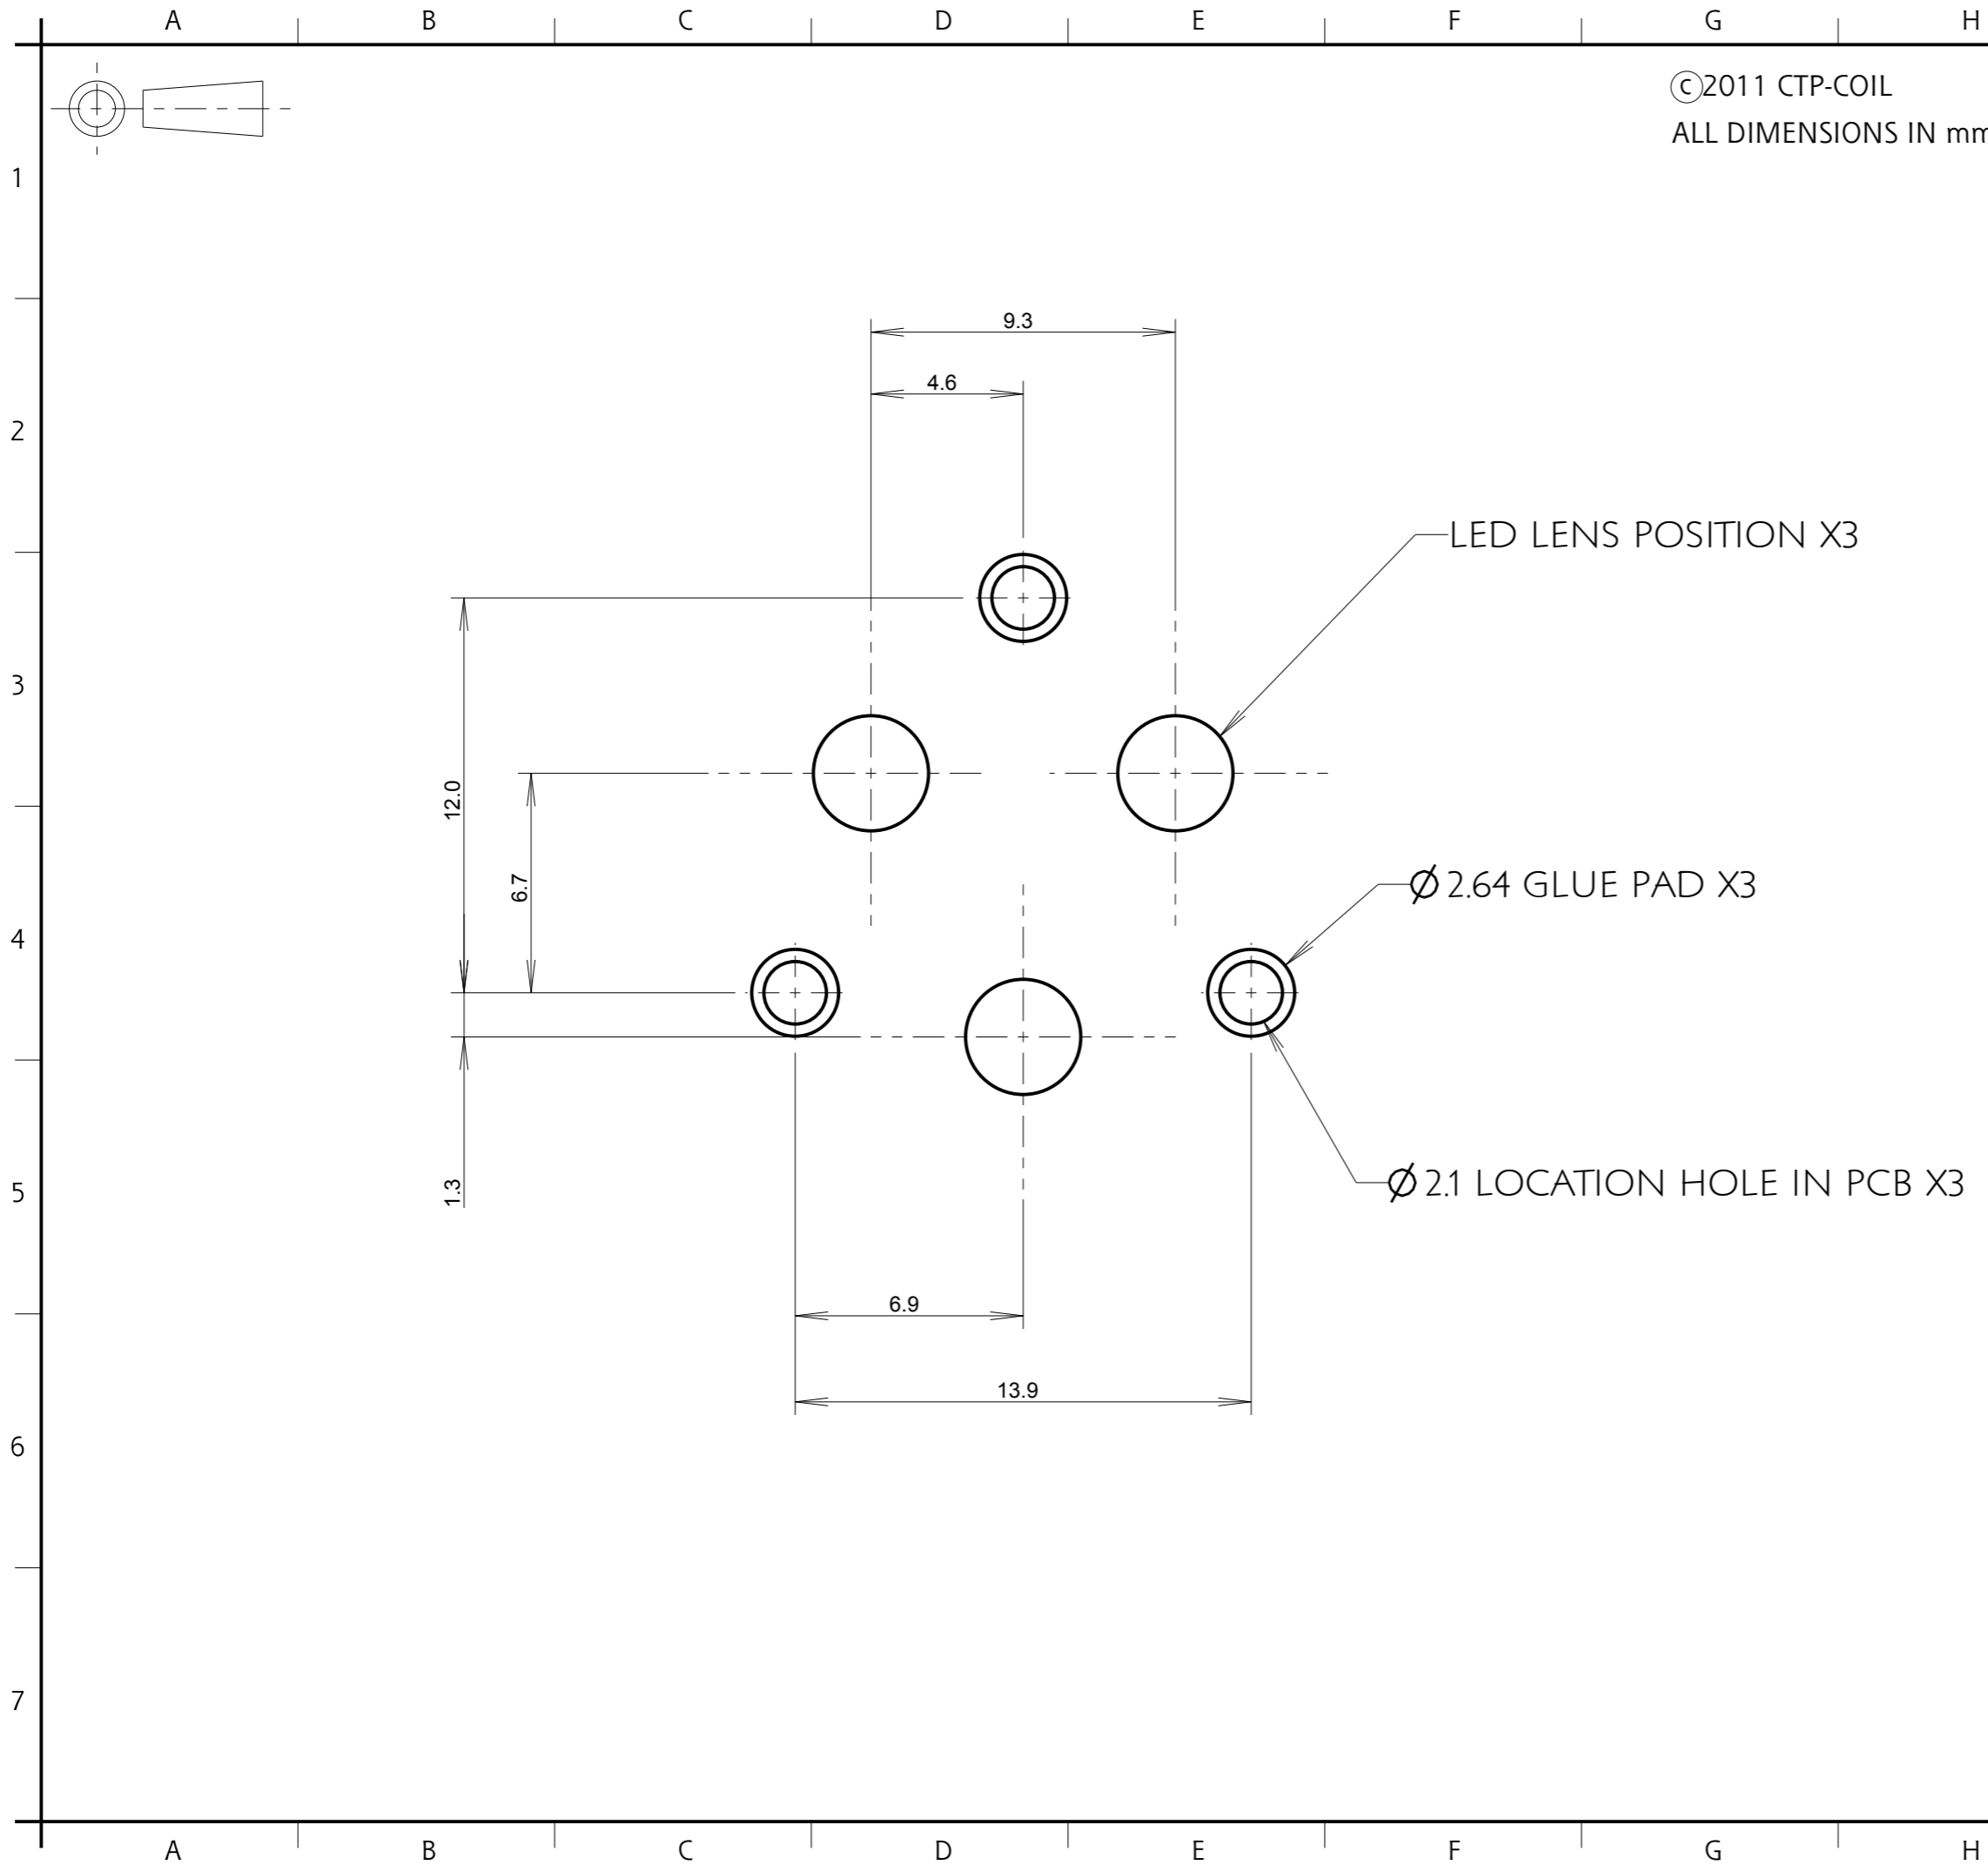 A B C D E F G H
©2011 CTP-COIL
ALL DIMENSIONS IN mm
1
9.3
4.6
2
LED LENS POSITION X3
3
12.0
6.7
Ø 2.64 GLUE PAD X3
4
1.3
5
Ø 2.1 LOCATION HOLE IN PCB X3
6.9
13.9
6
7
A B C D E F G H